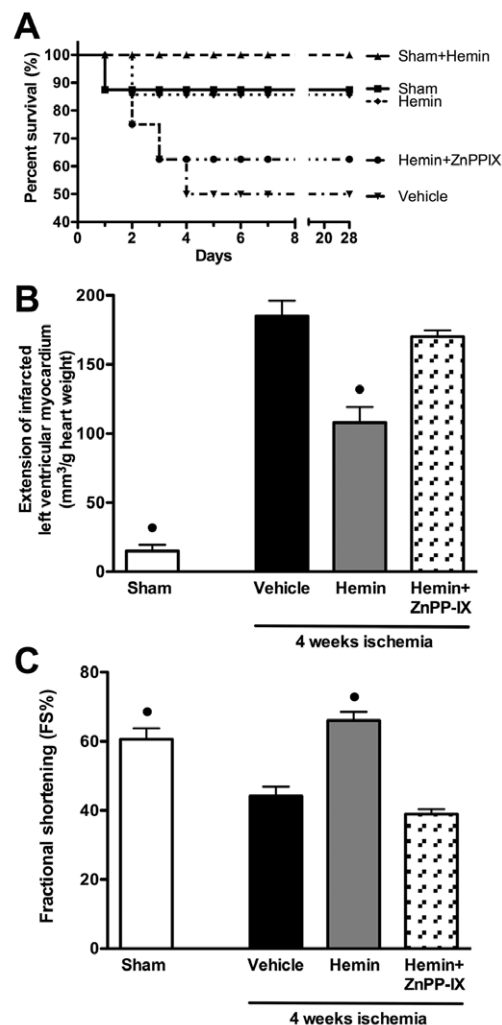 A
Percent survival (%)
100
90
80
70
60
50
40
0
2
4
6
8
20
28
Days
Sham+Hemin
Sham
Hemin
Hemin+ZnPPIX
Vehicle
B
Extension of infarcted
left ventricular myocardium
(mm³/g heart weight)
200
150
100
50
0
Sham
Vehicle
Hemin
Hemin+
ZnPP-IX
4 weeks ischemia
C
Fractional shortening (FS%)
80
60
40
20
0
Sham
Vehicle
Hemin
Hemin+
ZnPP-IX
4 weeks ischemia